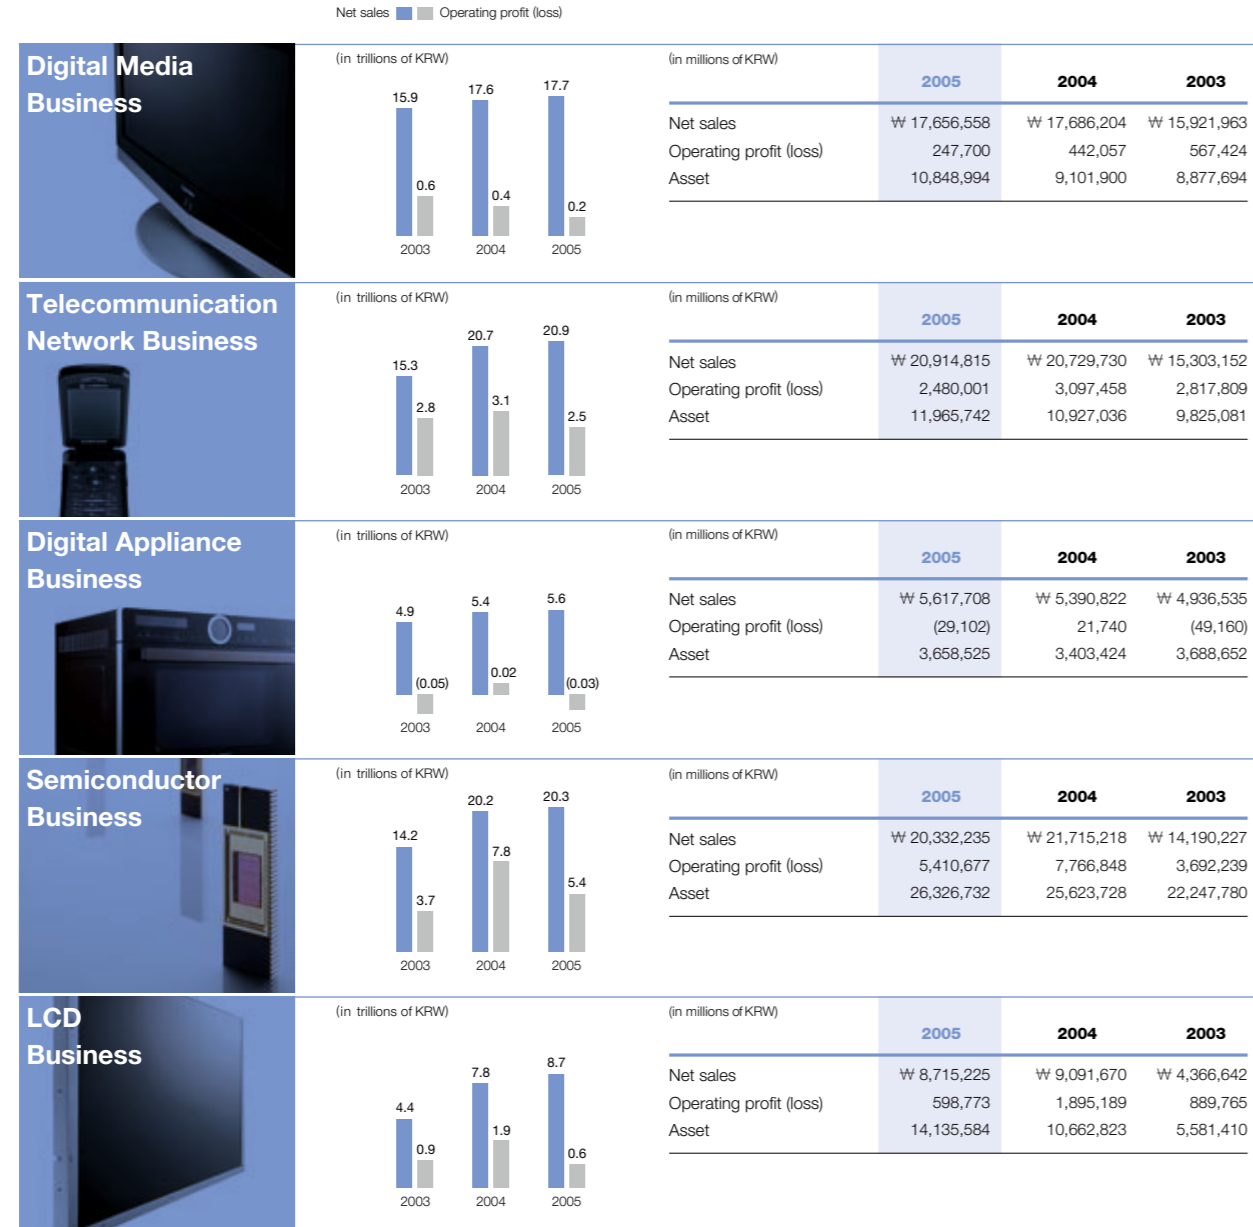 Net sales Operating profit (loss)
Digital Media
Business
(in trillions of KRW)
15.9 17.6 17.7
0.6 0.4 0.2
2003 2004 2005
(in millions of KRW)
2005 2004 2003
Net sales ₩ 17,656,558 ₩ 17,686,204 ₩ 15,921,963
Operating profit (loss) 247,700 442,057 567,424
Asset 10,848,994 9,101,900 8,877,694
Telecommunication
Network Business
(in trillions of KRW)
15.3 20.7 20.9
2.8 3.1 2.5
2003 2004 2005
(in millions of KRW)
2005 2004 2003
Net sales ₩ 20,914,815 ₩ 20,729,730 ₩ 15,303,152
Operating profit (loss) 2,480,001 3,097,458 2,817,809
Asset 11,965,742 10,927,036 9,825,081
Digital Appliance
Business
(in trillions of KRW)
4.9 5.4 5.6
(0.05) 0.02 (0.03)
2003 2004 2005
(in millions of KRW)
2005 2004 2003
Net sales ₩ 5,617,708 ₩ 5,390,822 ₩ 4,936,535
Operating profit (loss) (29,102) 21,740 (49,160)
Asset 3,658,525 3,403,424 3,688,652
Semiconductor
Business
(in trillions of KRW)
14.2 20.2 20.3
3.7 7.8 5.4
2003 2004 2005
(in millions of KRW)
2005 2004 2003
Net sales ₩ 20,332,235 ₩ 21,715,218 ₩ 14,190,227
Operating profit (loss) 5,410,677 7,766,848 3,692,239
Asset 26,326,732 25,623,728 22,247,780
LCD
Business
(in trillions of KRW)
4.4 7.8 8.7
0.9 1.9 0.6
2003 2004 2005
(in millions of KRW)
2005 2004 2003
Net sales ₩ 8,715,225 ₩ 9,091,670 ₩ 4,366,642
Operating profit (loss) 598,773 1,895,189 889,765
Asset 14,135,584 10,662,823 5,581,410